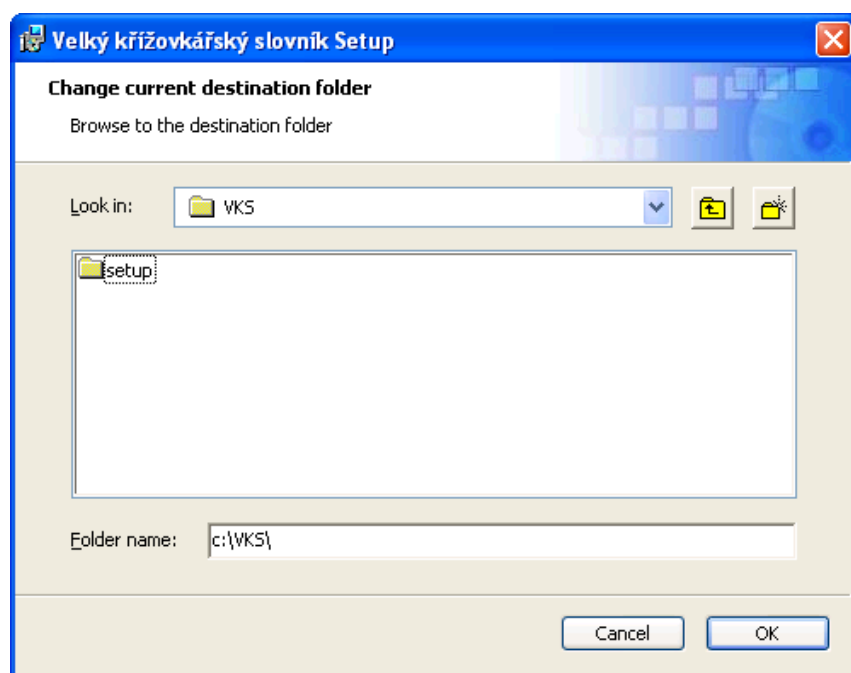 Velký křížovkářský slovník Setup
Change current destination folder
Browse to the destination folder
Look in: VKS
setup
Folder name: c:\VKS\
Cancel OK